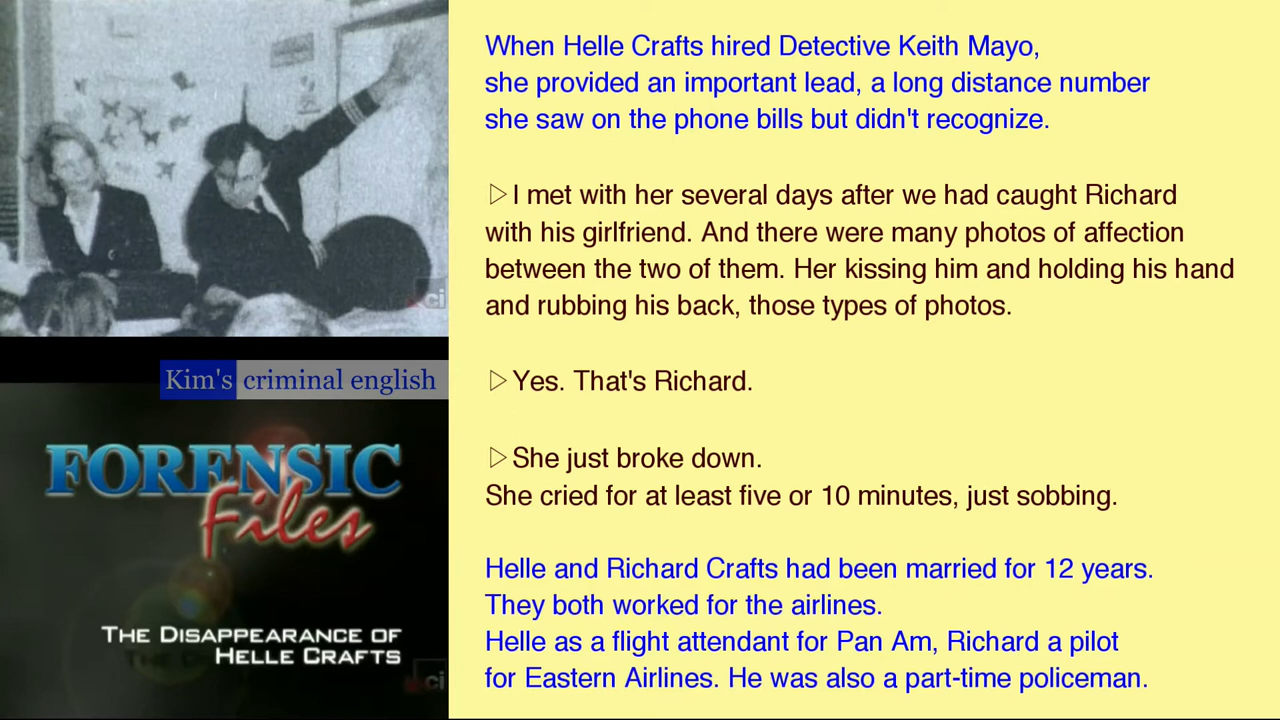 When Helle Crafts hired Detective Keith Mayo,
she provided an important lead, a long distance number
she saw on the phone bills but didn't recognize.
▷I met with her several days after we had caught Richard
with his girlfriend. And there were many photos of affection
between the two of them. Her kissing him and holding his hand
and rubbing his back, those types of photos.
▷Yes. That's Richard.
▷She just broke down.
She cried for at least five or 10 minutes, just sobbing.
Helle and Richard Crafts had been married for 12 years.
They both worked for the airlines.
Helle as a flight attendant for Pan Am, Richard a pilot
for Eastern Airlines. He was also a part-time policeman.
Kim's criminal english
FORENSIC
Files
THE DISAPPEARANCE OF
HELLE CRAFTS